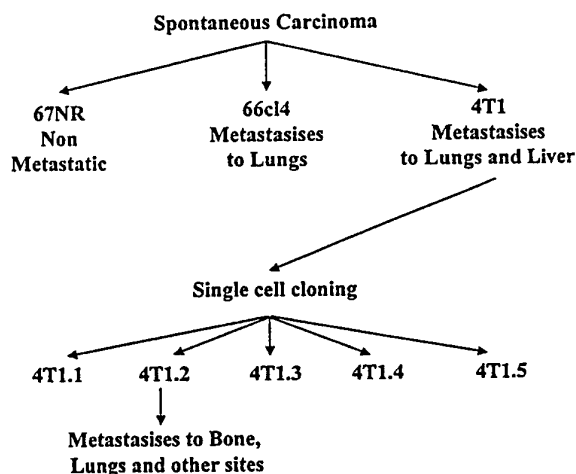 Spontaneous Carcinoma
67NR
Non
Metastatic
66cl4
Metastasises
to Lungs
4T1
Metastasises
to Lungs and Liver
Single cell cloning
4T1.1 4T1.2 4T1.3 4T1.4 4T1.5
Metastasises to Bone,
Lungs and other sites